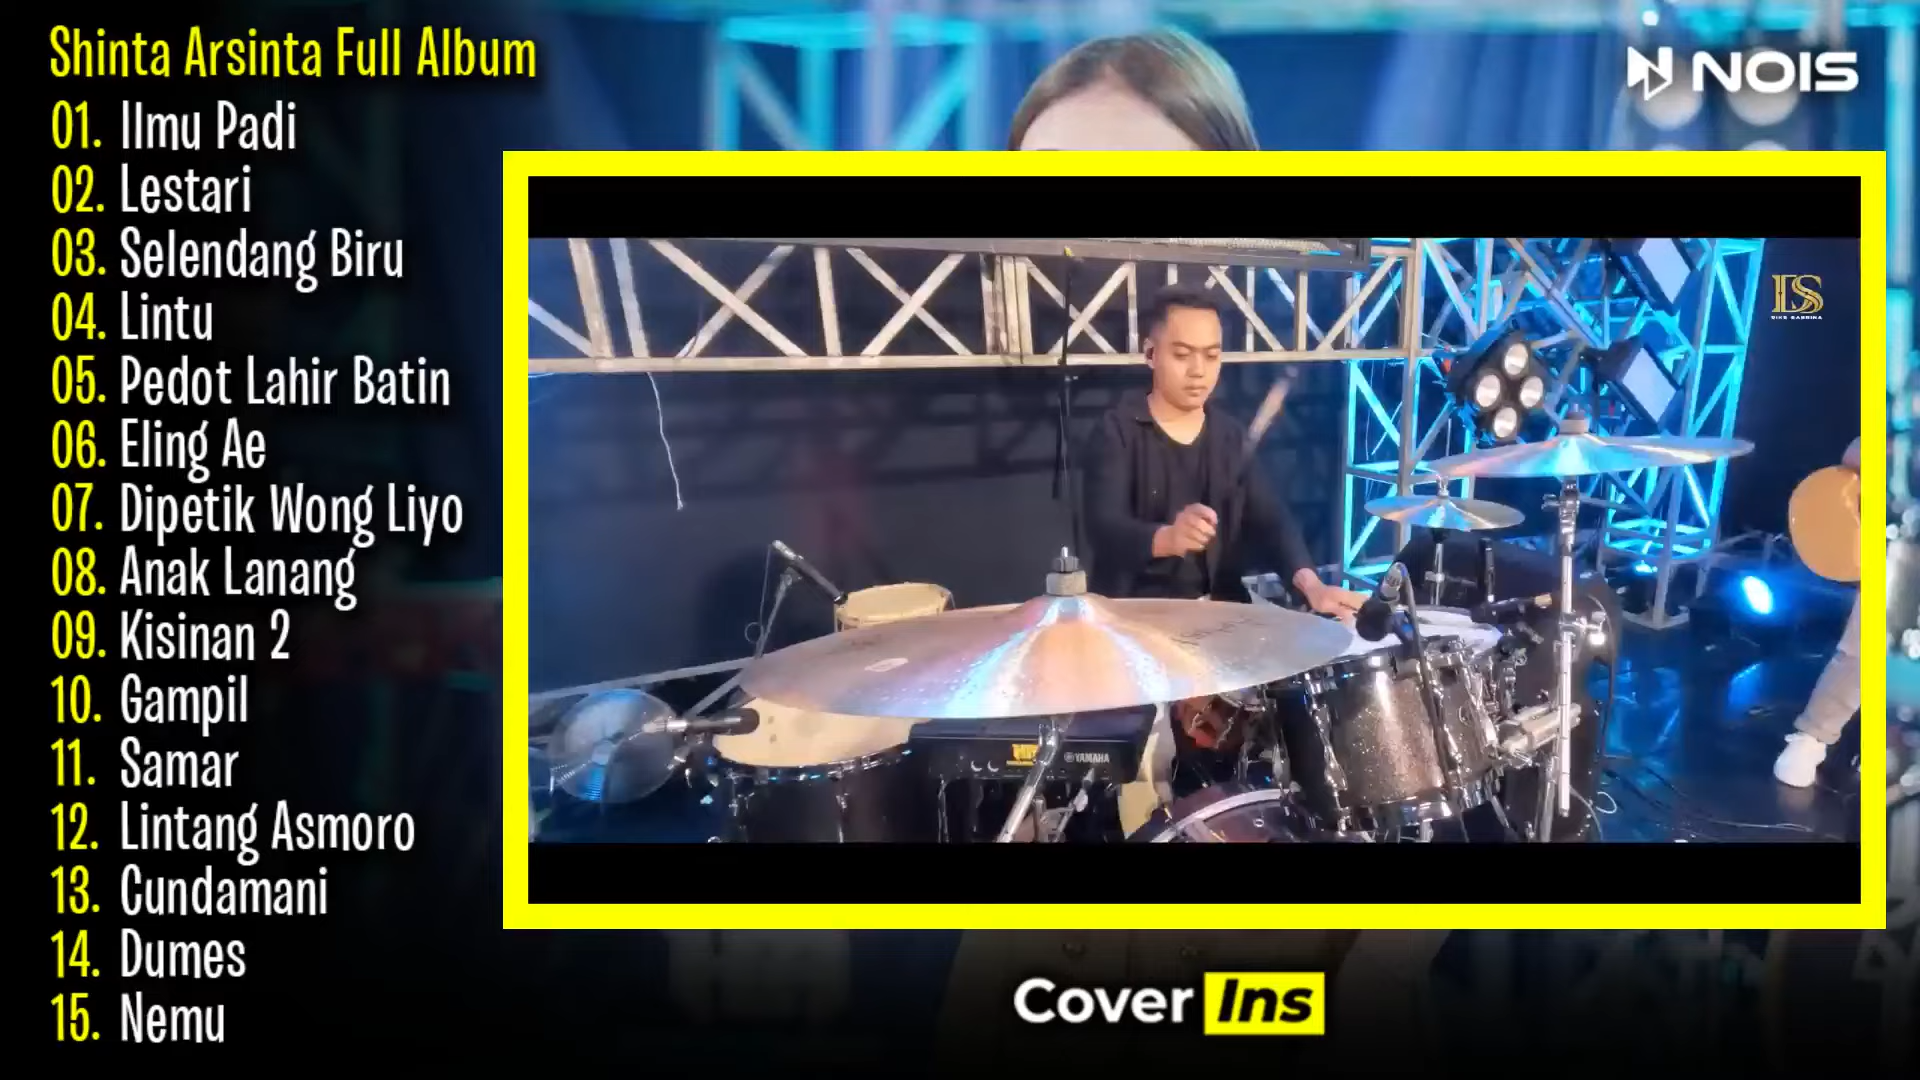 Shinta Arsinta Full Album
01. Ilmu Padi
02. Lestari
03. Selendang Biru
04. Lintu
05. Pedot Lahir Batin
06. Eling Ae
07. Dipetik Wong Liyo
08. Anak Lanang
09. Kisinan 2
10. Gampil
11. Samar
12. Lintang Asmoro
13. Cundamani
14. Dumes
15. Nemu
NOIS
DS
YAMAHA
Cover Ins